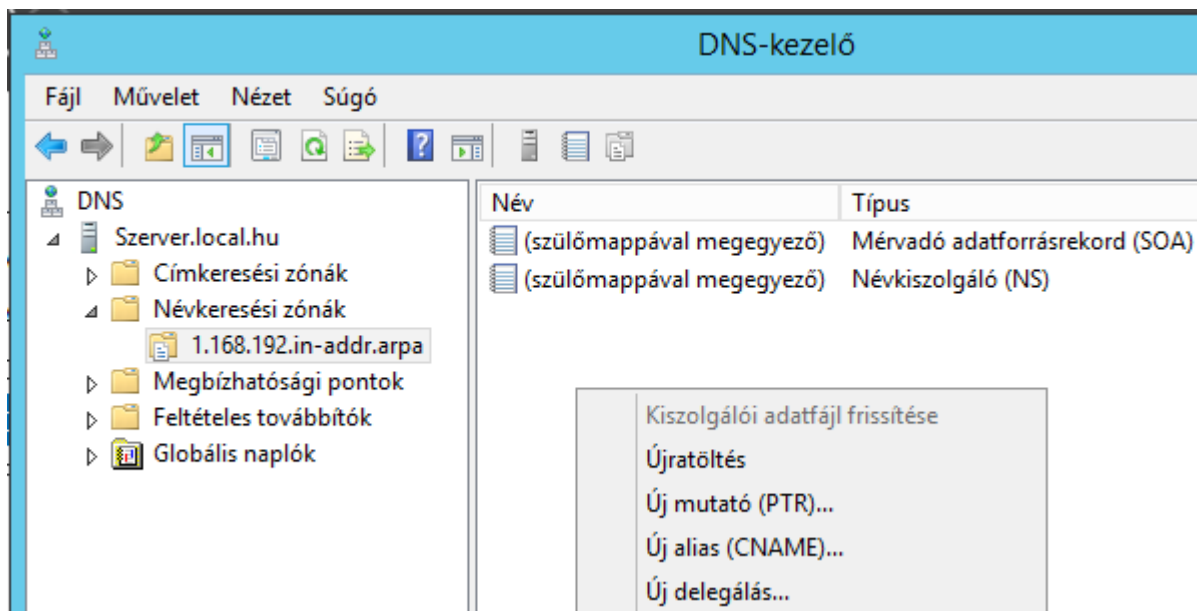 DNS-kezelő
Fájl Művelet Nézet Súgó
DNS
Szerver.local.hu
Címkeresési zónák
Névkeresési zónák
1.168.192.in-addr.arpa
Megbízhatósági pontok
Feltételes továbbítók
Globális naplók
Név Típus
(szülőmappával megegyező) Mérvadó adatforrásrekord (SOA)
(szülőmappával megegyező) Névkiszolgáló (NS)
Kiszolgálói adatfájl frissítése
Újratöltés
Új mutató (PTR)...
Új alias (CNAME)...
Új delegálás...